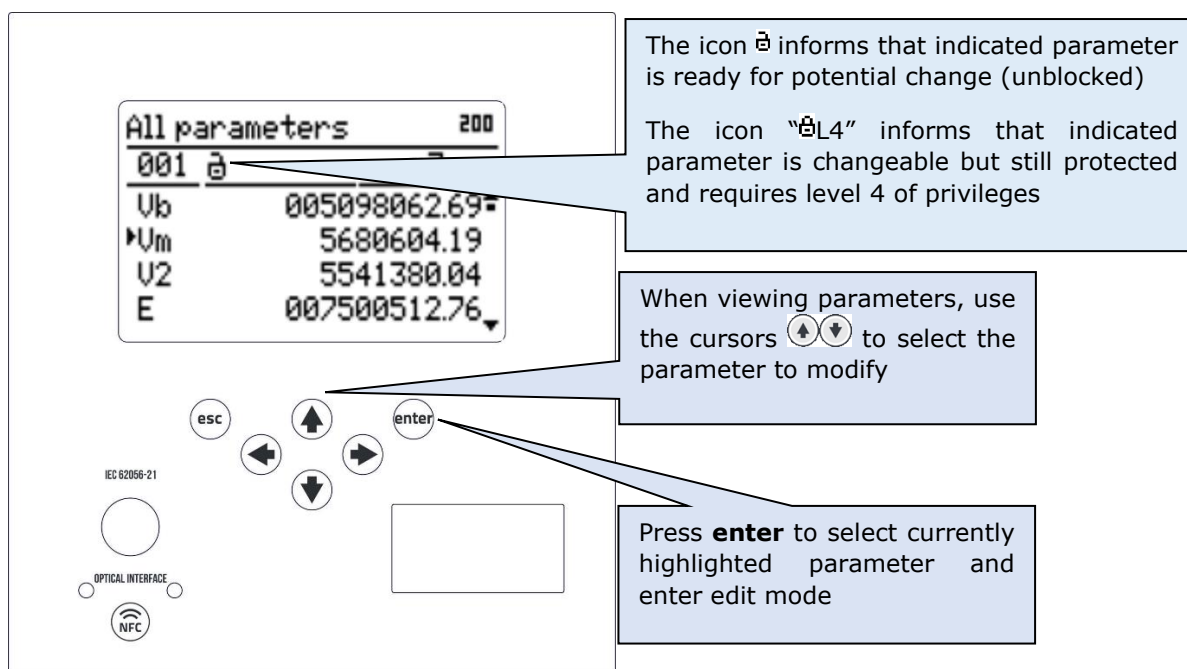 All parameters 200
001
Vb 005098062.69
Vm 5680604.19
V2 5541380.04
E 007500512.76
The icon informs that indicated parameter
is ready for potential change (unblocked)
The icon “L4” informs that indicated
parameter is changeable but still protected
and requires level 4 of privileges
When viewing parameters, use
the cursors to select the
parameter to modify
esc
enter
IEC 62056-21
OPTICAL INTERFACE
NFC
Press enter to select currently
highlighted parameter and
enter edit mode